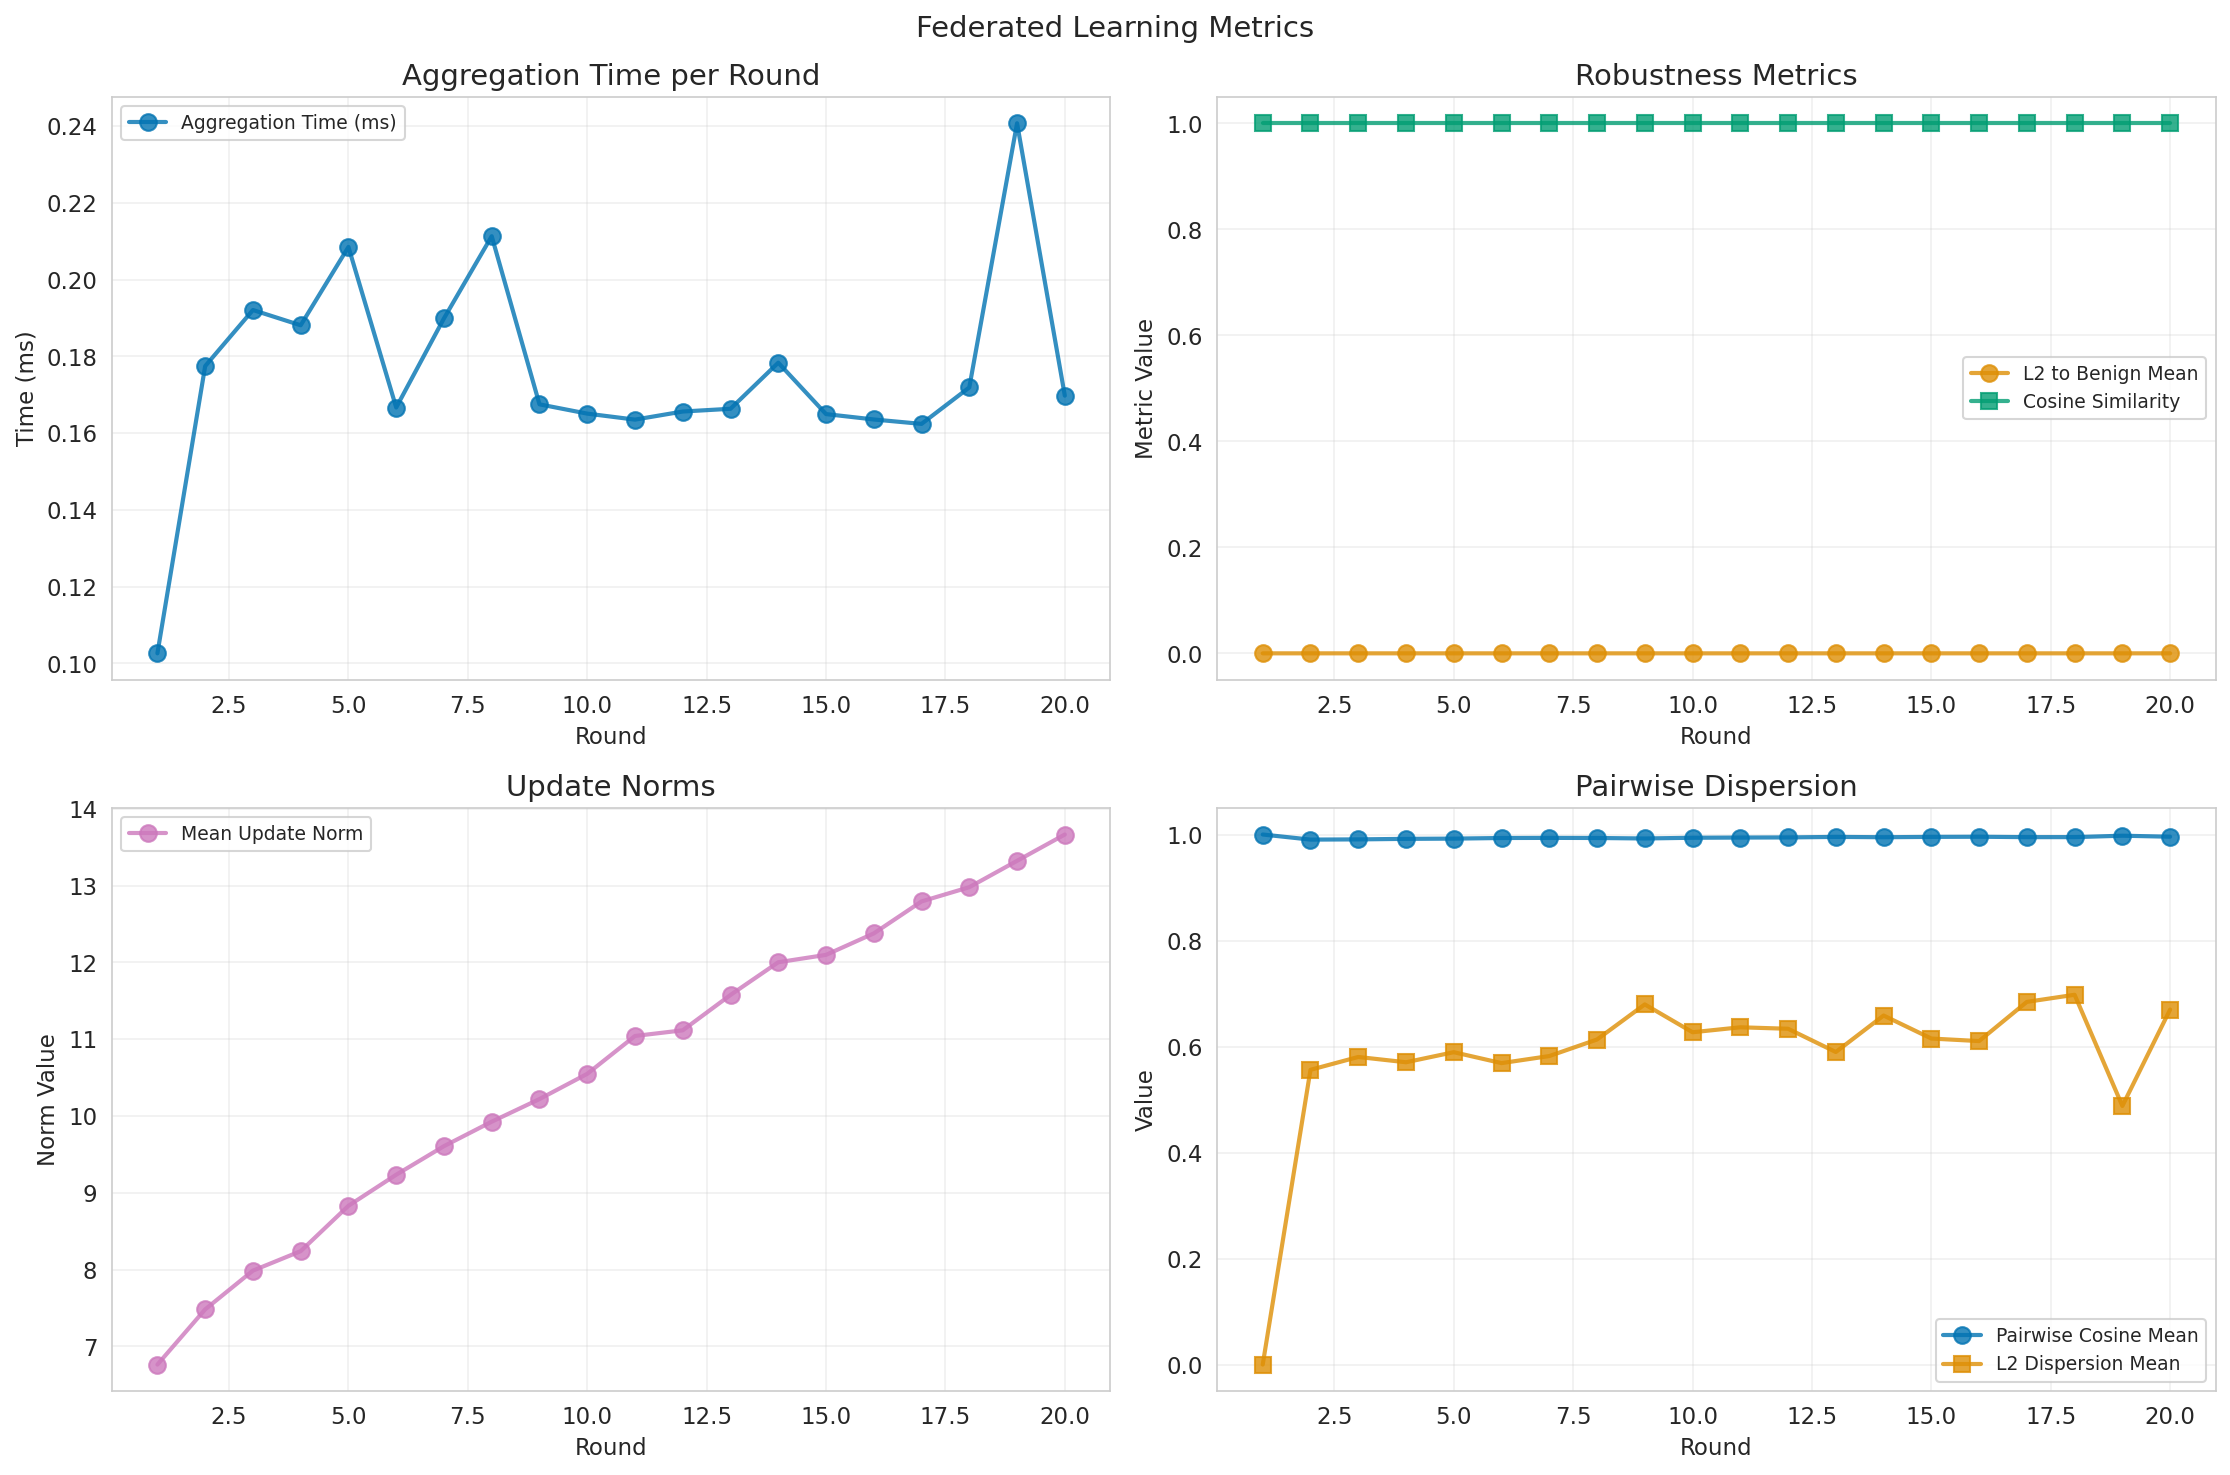 Federated Learning Metrics
Aggregation Time per Round
Aggregation Time (ms)
Time (ms)
0.24
0.22
0.20
0.18
0.16
0.14
0.12
0.10
2.5 5.0 7.5 10.0 12.5 15.0 17.5 20.0
Round
Robustness Metrics
Metric Value
1.0
0.8
0.6
0.4
0.2
0.0
L2 to Benign Mean
Cosine Similarity
2.5 5.0 7.5 10.0 12.5 15.0 17.5 20.0
Round
Update Norms
Mean Update Norm
Norm Value
14
13
12
11
10
9
8
7
2.5 5.0 7.5 10.0 12.5 15.0 17.5 20.0
Round
Pairwise Dispersion
Value
1.0
0.8
0.6
0.4
0.2
0.0
Pairwise Cosine Mean
L2 Dispersion Mean
2.5 5.0 7.5 10.0 12.5 15.0 17.5 20.0
Round